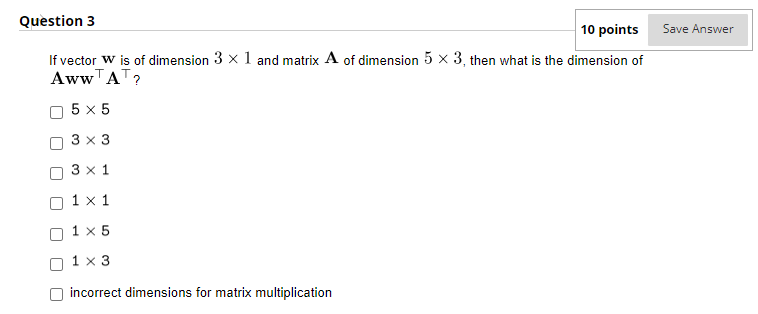 Question 3
10 points
Save Answer
If vector w is of dimension 3 × 1 and matrix A of dimension 5 × 3, then what is the dimension of
Aww⊤A⊤?
5 × 5
3 × 3
3 × 1
1 × 1
1 × 5
1 × 3
incorrect dimensions for matrix multiplication